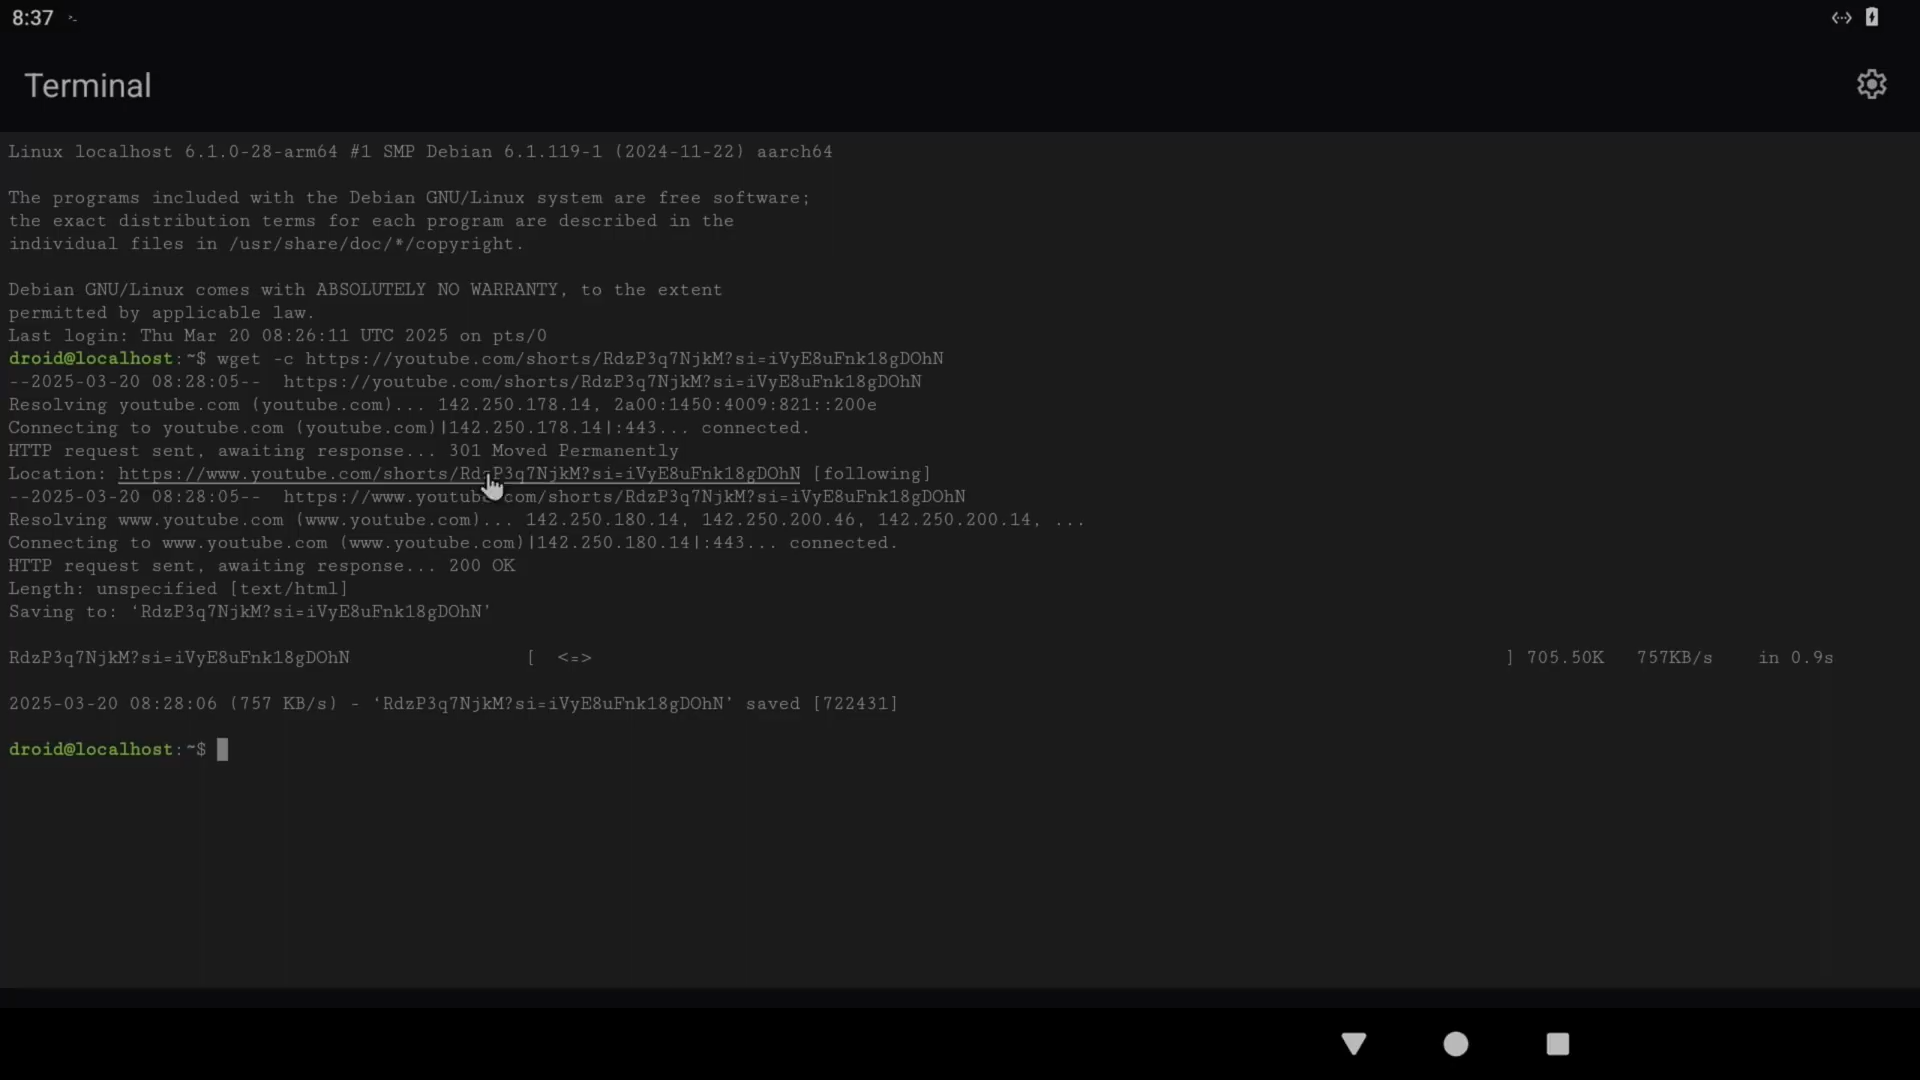 8:37
Terminal
Linux localhost 6.1.0-28-arm64 #1 SMP Debian 6.1.119-1 (2024-11-22) aarch64
The programs included with the Debian GNU/Linux system are free software;
the exact distribution terms for each program are described in the
individual files in /usr/share/doc/*/copyright.
Debian GNU/Linux comes with ABSOLUTELY NO WARRANTY, to the extent
permitted by applicable law.
Last login: Thu Mar 20 08:26:11 UTC 2025 on pts/0
droid@localhost:~$ wget -c https://youtube.com/shorts/RdzP3q7NjkM?si=iVyE8uFnk18gDOhN
--2025-03-20 08:28:05--  https://youtube.com/shorts/RdzP3q7NjkM?si=iVyE8uFnk18gDOhN
Resolving youtube.com (youtube.com)... 142.250.178.14, 2a00:1450:4009:821::200e
Connecting to youtube.com (youtube.com)|142.250.178.14|:443... connected.
HTTP request sent, awaiting response... 301 Moved Permanently
Location: https://www.youtube.com/shorts/RdzP3q7NjkM?si=iVyE8uFnk18gDOhN [following]
--2025-03-20 08:28:05--  https://www.youtube.com/shorts/RdzP3q7NjkM?si=iVyE8uFnk18gDOhN
Resolving www.youtube.com (www.youtube.com)... 142.250.180.14, 142.250.200.46, 142.250.200.14, ...
Connecting to www.youtube.com (www.youtube.com)|142.250.180.14|:443... connected.
HTTP request sent, awaiting response... 200 OK
Length: unspecified [text/html]
Saving to: ‘RdzP3q7NjkM?si=iVyE8uFnk18gDOhN’
RdzP3q7NjkM?si=iVyE8uFnk18gDOhN [ <=> ] 705.50K 757KB/s in 0.9s
2025-03-20 08:28:06 (757 KB/s) - ‘RdzP3q7NjkM?si=iVyE8uFnk18gDOhN’ saved [722431]
droid@localhost:~$